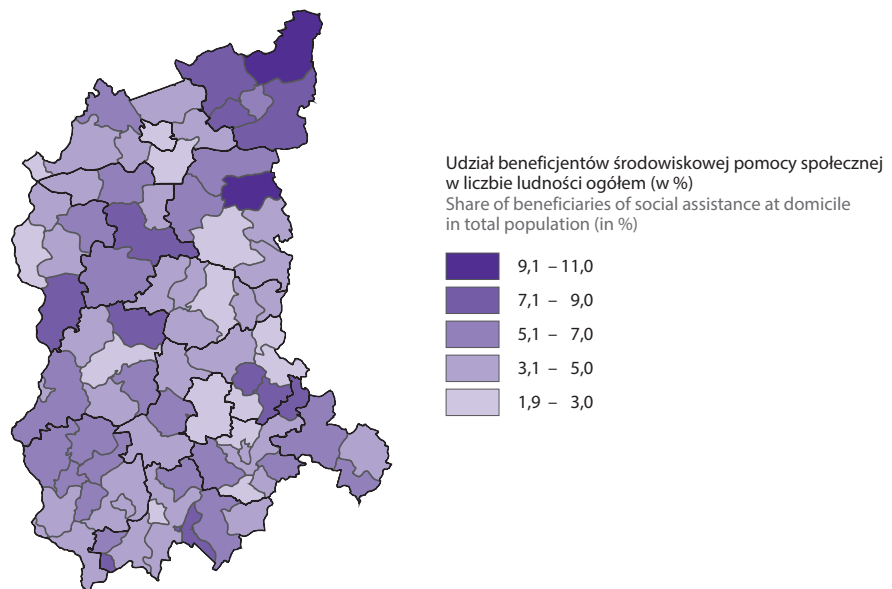 Udział beneficjentów środowiskowej pomocy społecznej
w liczbie ludności ogółem (w %)
Share of beneficiaries of social assistance at domicile
in total population (in %)
9,1 – 11,0
7,1 – 9,0
5,1 – 7,0
3,1 – 5,0
1,9 – 3,0